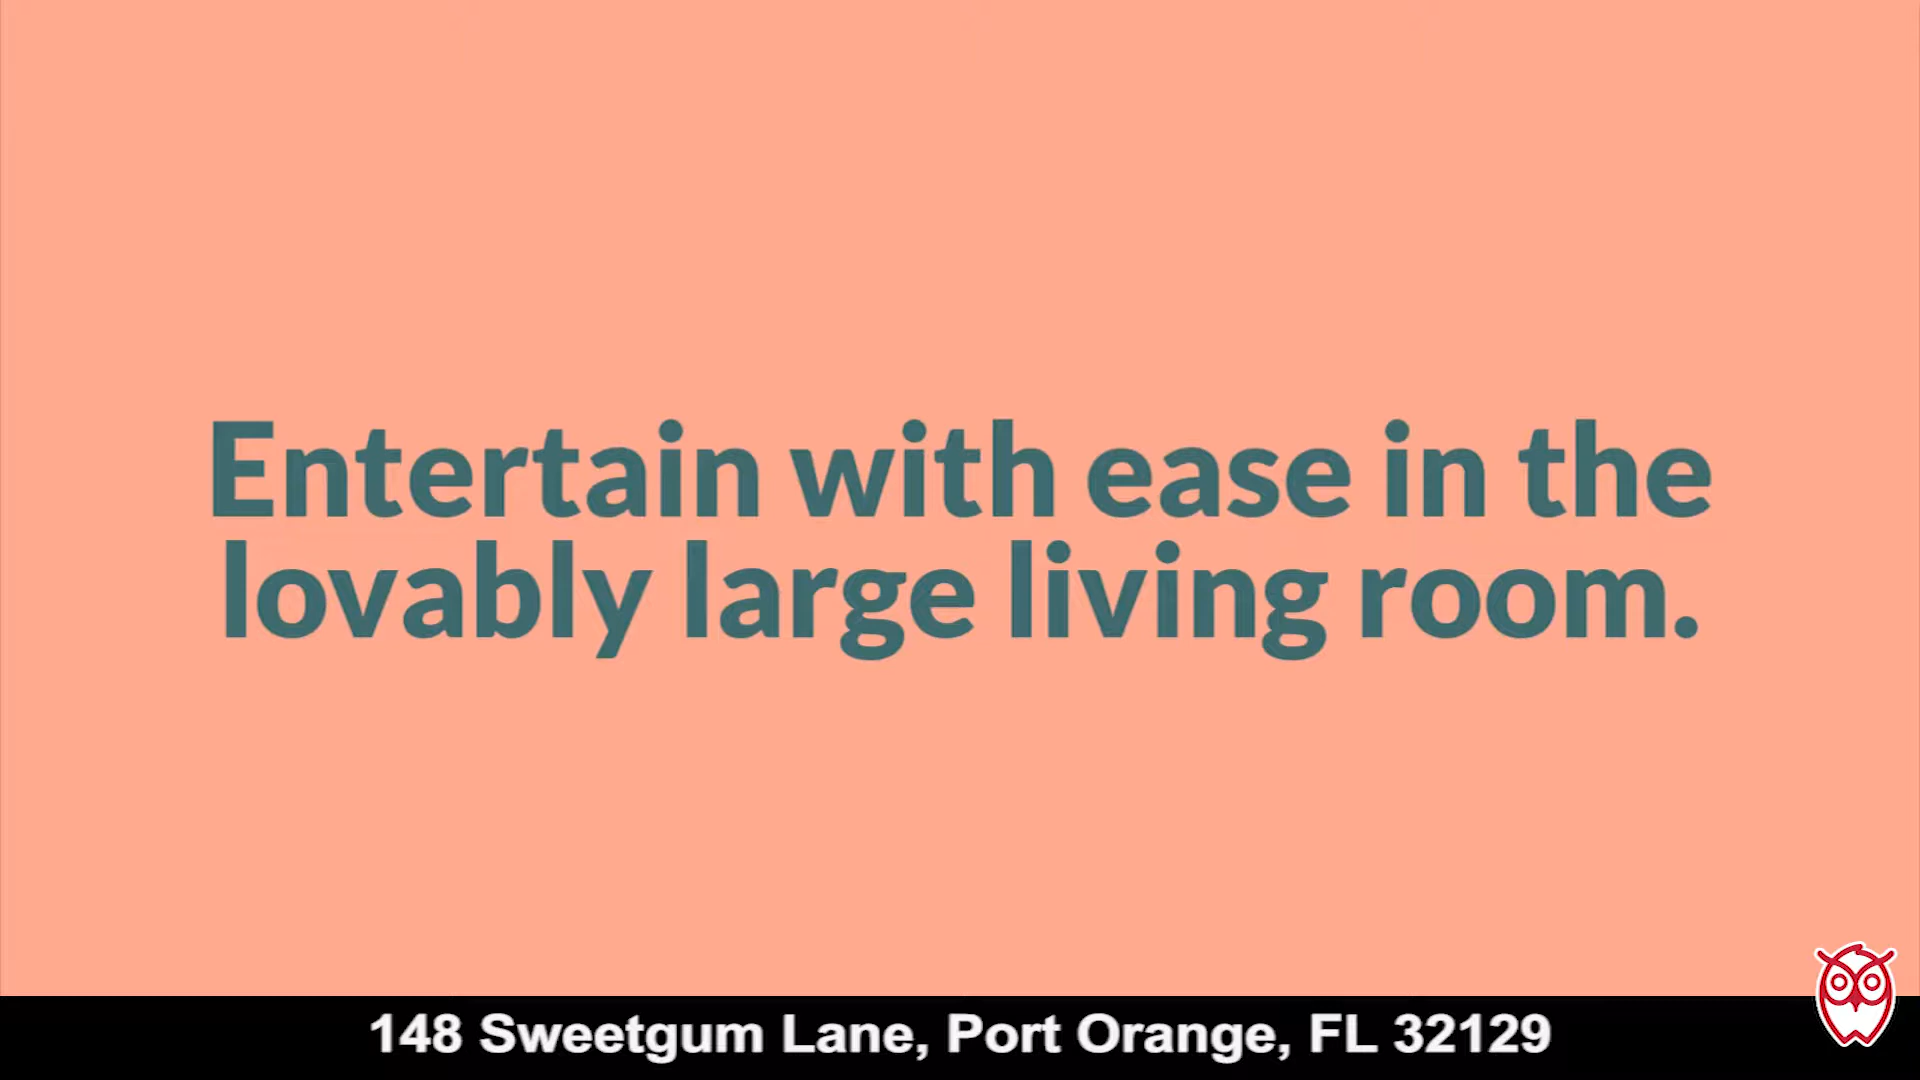 Entertain with ease in the
lovably large living room.
148 Sweetgum Lane, Port Orange, FL 32129